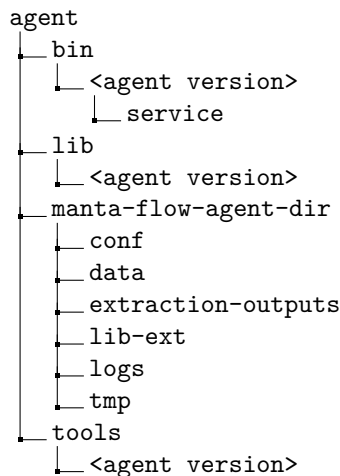 agent
bin
<agent version>
service
lib
<agent version>
manta-flow-agent-dir
conf
data
extraction-outputs
lib-ext
logs
tmp
tools
<agent version>